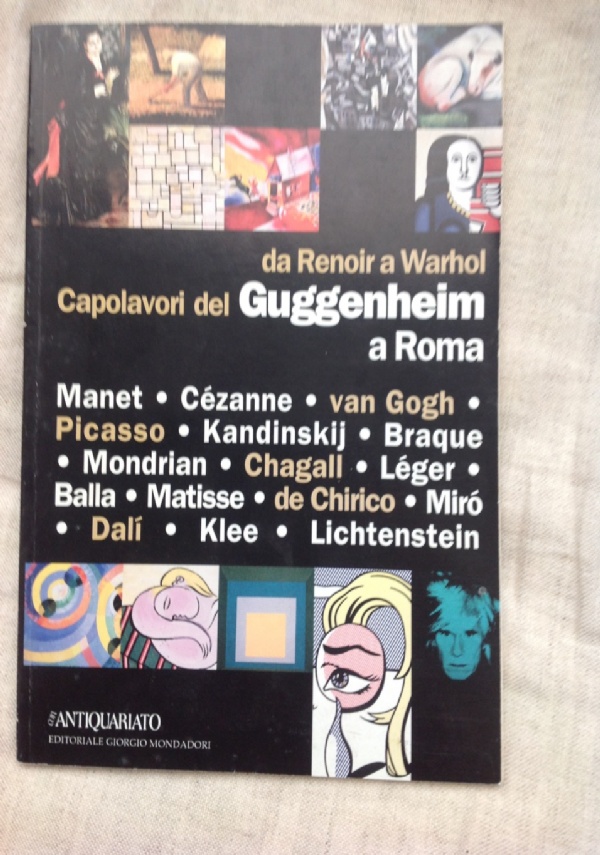 da Renoir a Warhol
Capolavori del Guggenheim
a Roma
Manet • Cézanne • van Gogh •
Picasso • Kandinskij • Braque
• Mondrian • Chagall • Léger •
Balla • Matisse • de Chirico • Miró
• Dalí • Klee • Lichtenstein
ANTIQUARIATO
EDITORIALE GIORGIO MONDADORI